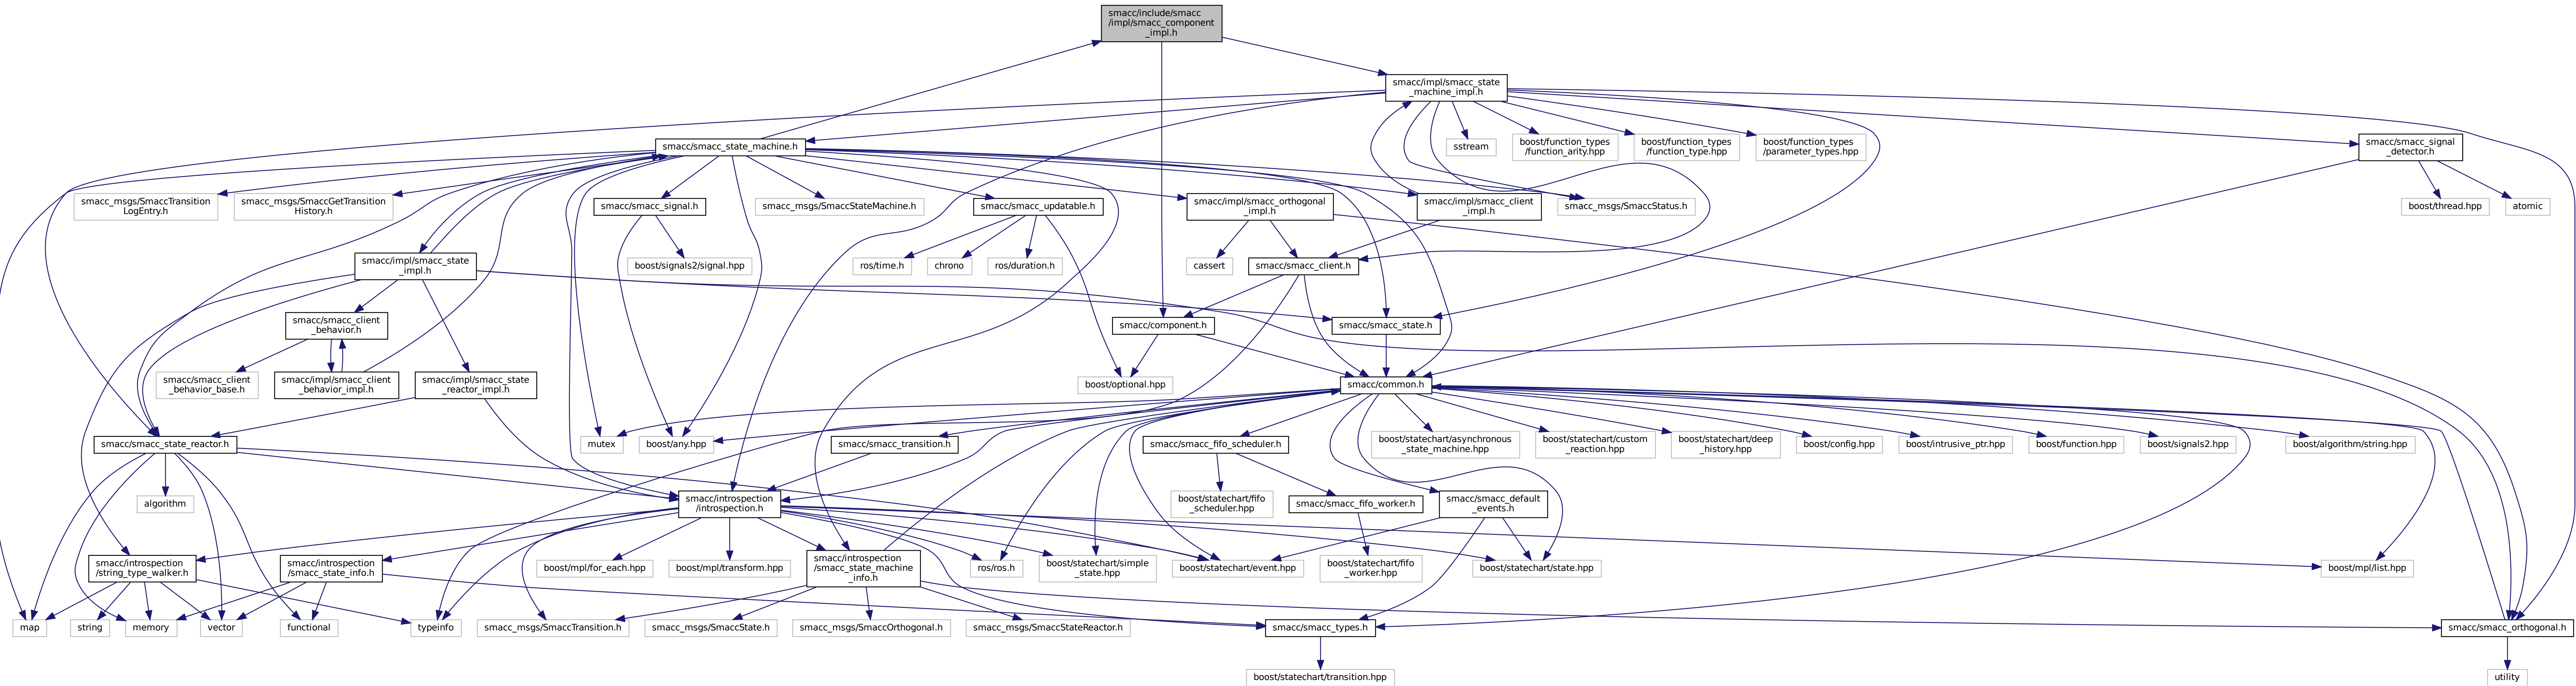 smacc/include/smacc
/impl/smacc_component
_impl.h
smacc/impl/smacc_state
_machine_impl.h
smacc/smacc_state_machine.h
sstream
boost/function_types
/function_arity.hpp
boost/function_types
/function_type.hpp
boost/function_types
/parameter_types.hpp
smacc/smacc_signal
_detector.h
smacc_msgs/SmaccTransition
LogEntry.h
smacc_msgs/SmaccGetTransition
History.h
smacc/smacc_signal.h
smacc_msgs/SmaccStateMachine.h
smacc/smacc_updatable.h
smacc/impl/smacc_orthogonal
_impl.h
smacc/impl/smacc_client
_impl.h
smacc_msgs/SmaccStatus.h
boost/thread.hpp
atomic
smacc/impl/smacc_state
_impl.h
boost/signals2/signal.hpp
ros/time.h
chrono
ros/duration.h
cassert
smacc/smacc_client.h
smacc/smacc_client
_behavior.h
smacc/component.h
smacc/smacc_state.h
smacc/smacc_client
_behavior_base.h
smacc/impl/smacc_client
_behavior_impl.h
smacc/impl/smacc_state
_reactor_impl.h
boost/optional.hpp
smacc/common.h
smacc/smacc_state_reactor.h
mutex
boost/any.hpp
smacc/smacc_transition.h
smacc/smacc_fifo_scheduler.h
boost/statechart/asynchronous
_state_machine.hpp
boost/statechart/custom
_reaction.hpp
boost/statechart/deep
_history.hpp
boost/config.hpp
boost/intrusive_ptr.hpp
boost/function.hpp
boost/signals2.hpp
boost/algorithm/string.hpp
algorithm
smacc/introspection
/introspection.h
boost/statechart/fifo
_scheduler.hpp
smacc/smacc_fifo_worker.h
smacc/smacc_default
_events.h
smacc/introspection
/string_type_walker.h
smacc/introspection
/smacc_state_info.h
boost/mpl/for_each.hpp
boost/mpl/transform.hpp
smacc/introspection
/smacc_state_machine
_info.h
ros/ros.h
boost/statechart/simple
_state.hpp
boost/statechart/event.hpp
boost/statechart/fifo
_worker.hpp
boost/statechart/state.hpp
boost/mpl/list.hpp
map
string
memory
vector
functional
typeinfo
smacc_msgs/SmaccTransition.h
smacc_msgs/SmaccState.h
smacc_msgs/SmaccOrthogonal.h
smacc_msgs/SmaccStateReactor.h
smacc/smacc_types.h
smacc/smacc_orthogonal.h
boost/statechart/transition.hpp
utility